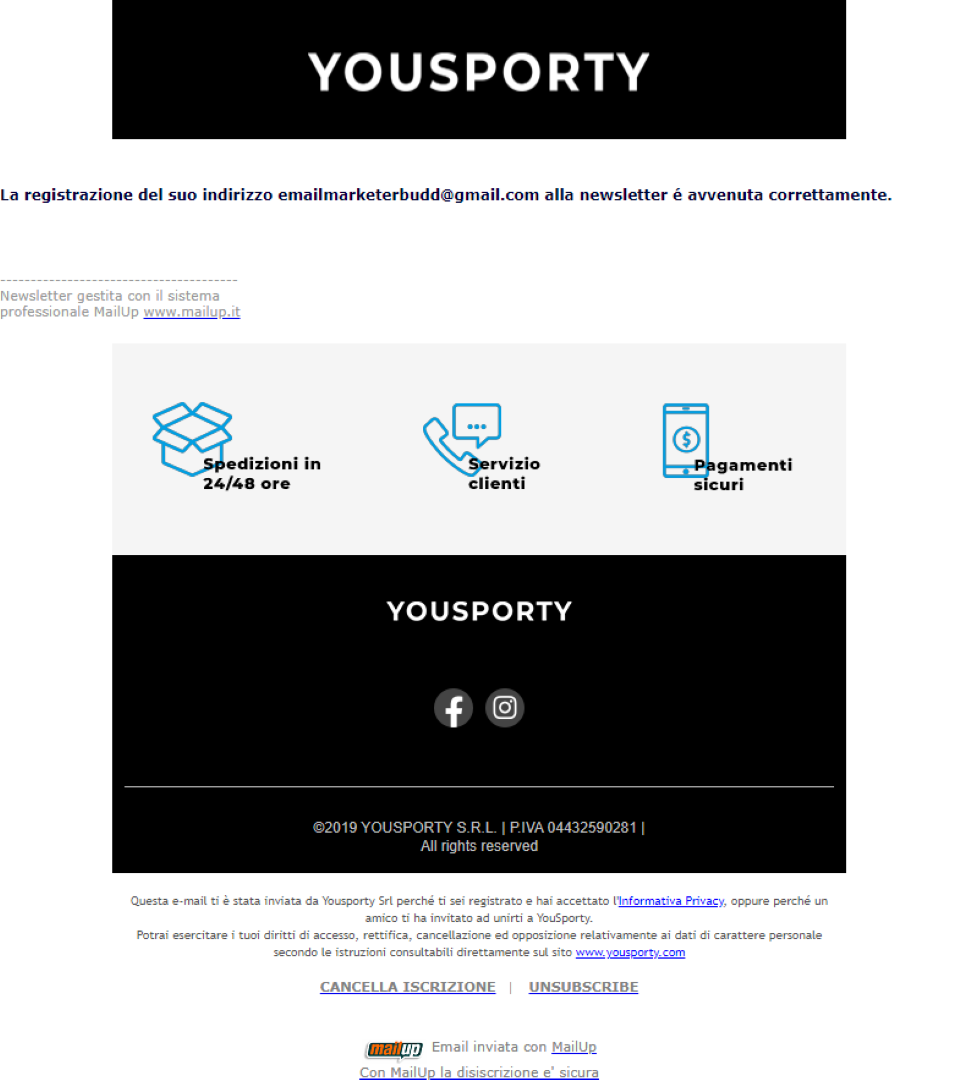 YOUSPORTY
La registrazione del suo indirizzo emailmarketerbudd@gmail.com alla newsletter é avvenuta correttamente.
---------------------------------------
Newsletter gestita con il sistema
professionale MailUp www.mailup.it
Spedizioni in
24/48 ore
Servizio
clienti
Pagamenti
sicuri
YOUSPORTY
©2019 YOUSPORTY S.R.L. | P.IVA 04432590281 |
All rights reserved
Questa e-mail ti è stata inviata da Yousporty Srl perché ti sei registrato e hai accettato l'Informativa Privacy, oppure perché un
amico ti ha invitato ad unirti a YouSporty.
Potrai esercitare i tuoi diritti di accesso, rettifica, cancellazione ed opposizione relativamente ai dati di carattere personale
secondo le istruzioni consultabili direttamente sul sito www.yousporty.com
CANCELLA ISCRIZIONE | UNSUBSCRIBE
mailup Email inviata con MailUp
Con MailUp la disiscrizione e' sicura